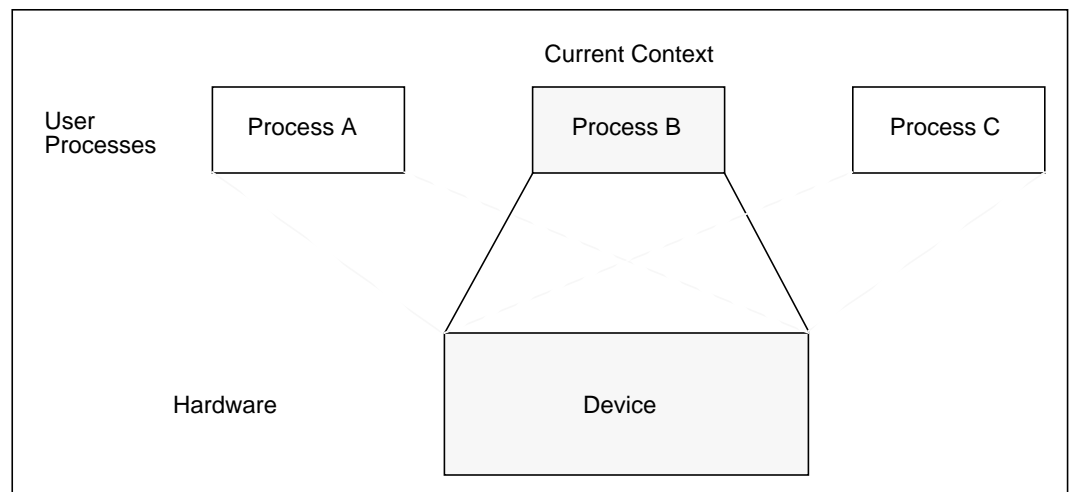 Current Context
User
Processes
Process A
Process B
Process C
Hardware
Device